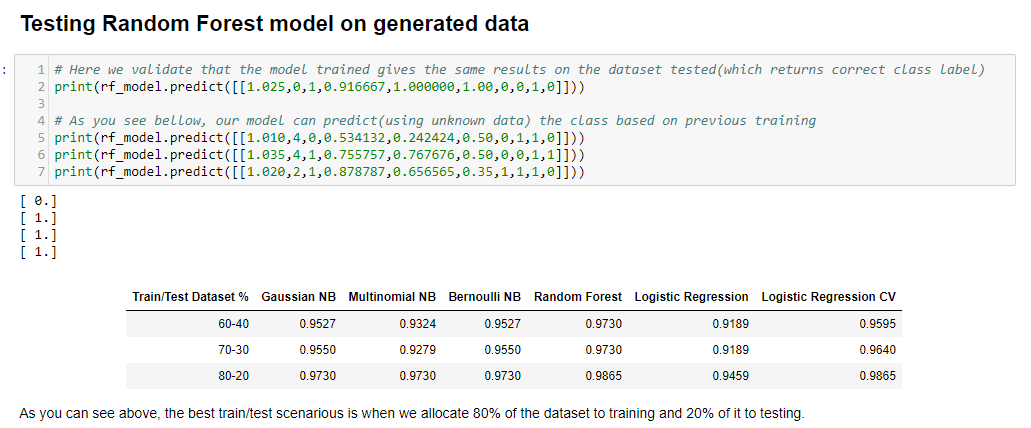 Testing Random Forest model on generated data
:
1 # Here we validate that the model trained gives the same results on the dataset tested(which returns correct class label)
2 print(rf_model.predict([[1.025,0,1,0.916667,1.000000,1.00,0,0,1,0]]))
3
4 # As you see bellow, our model can predict(using unknown data) the class based on previous training
5 print(rf_model.predict([[1.010,4,0,0.534132,0.242424,0.50,0,1,1,0]]))
6 print(rf_model.predict([[1.035,4,1,0.755757,0.767676,0.50,0,0,1,1]]))
7 print(rf_model.predict([[1.020,2,1,0.878787,0.656565,0.35,1,1,1,0]]))
[ 0.]
[ 1.]
[ 1.]
[ 1.]
Train/Test Dataset % Gaussian NB Multinomial NB Bernoulli NB Random Forest Logistic Regression Logistic Regression CV
60-40 0.9527 0.9324 0.9527 0.9730 0.9189 0.9595
70-30 0.9550 0.9279 0.9550 0.9730 0.9189 0.9640
80-20 0.9730 0.9730 0.9730 0.9865 0.9459 0.9865
As you can see above, the best train/test scenarious is when we allocate 80% of the dataset to training and 20% of it to testing.